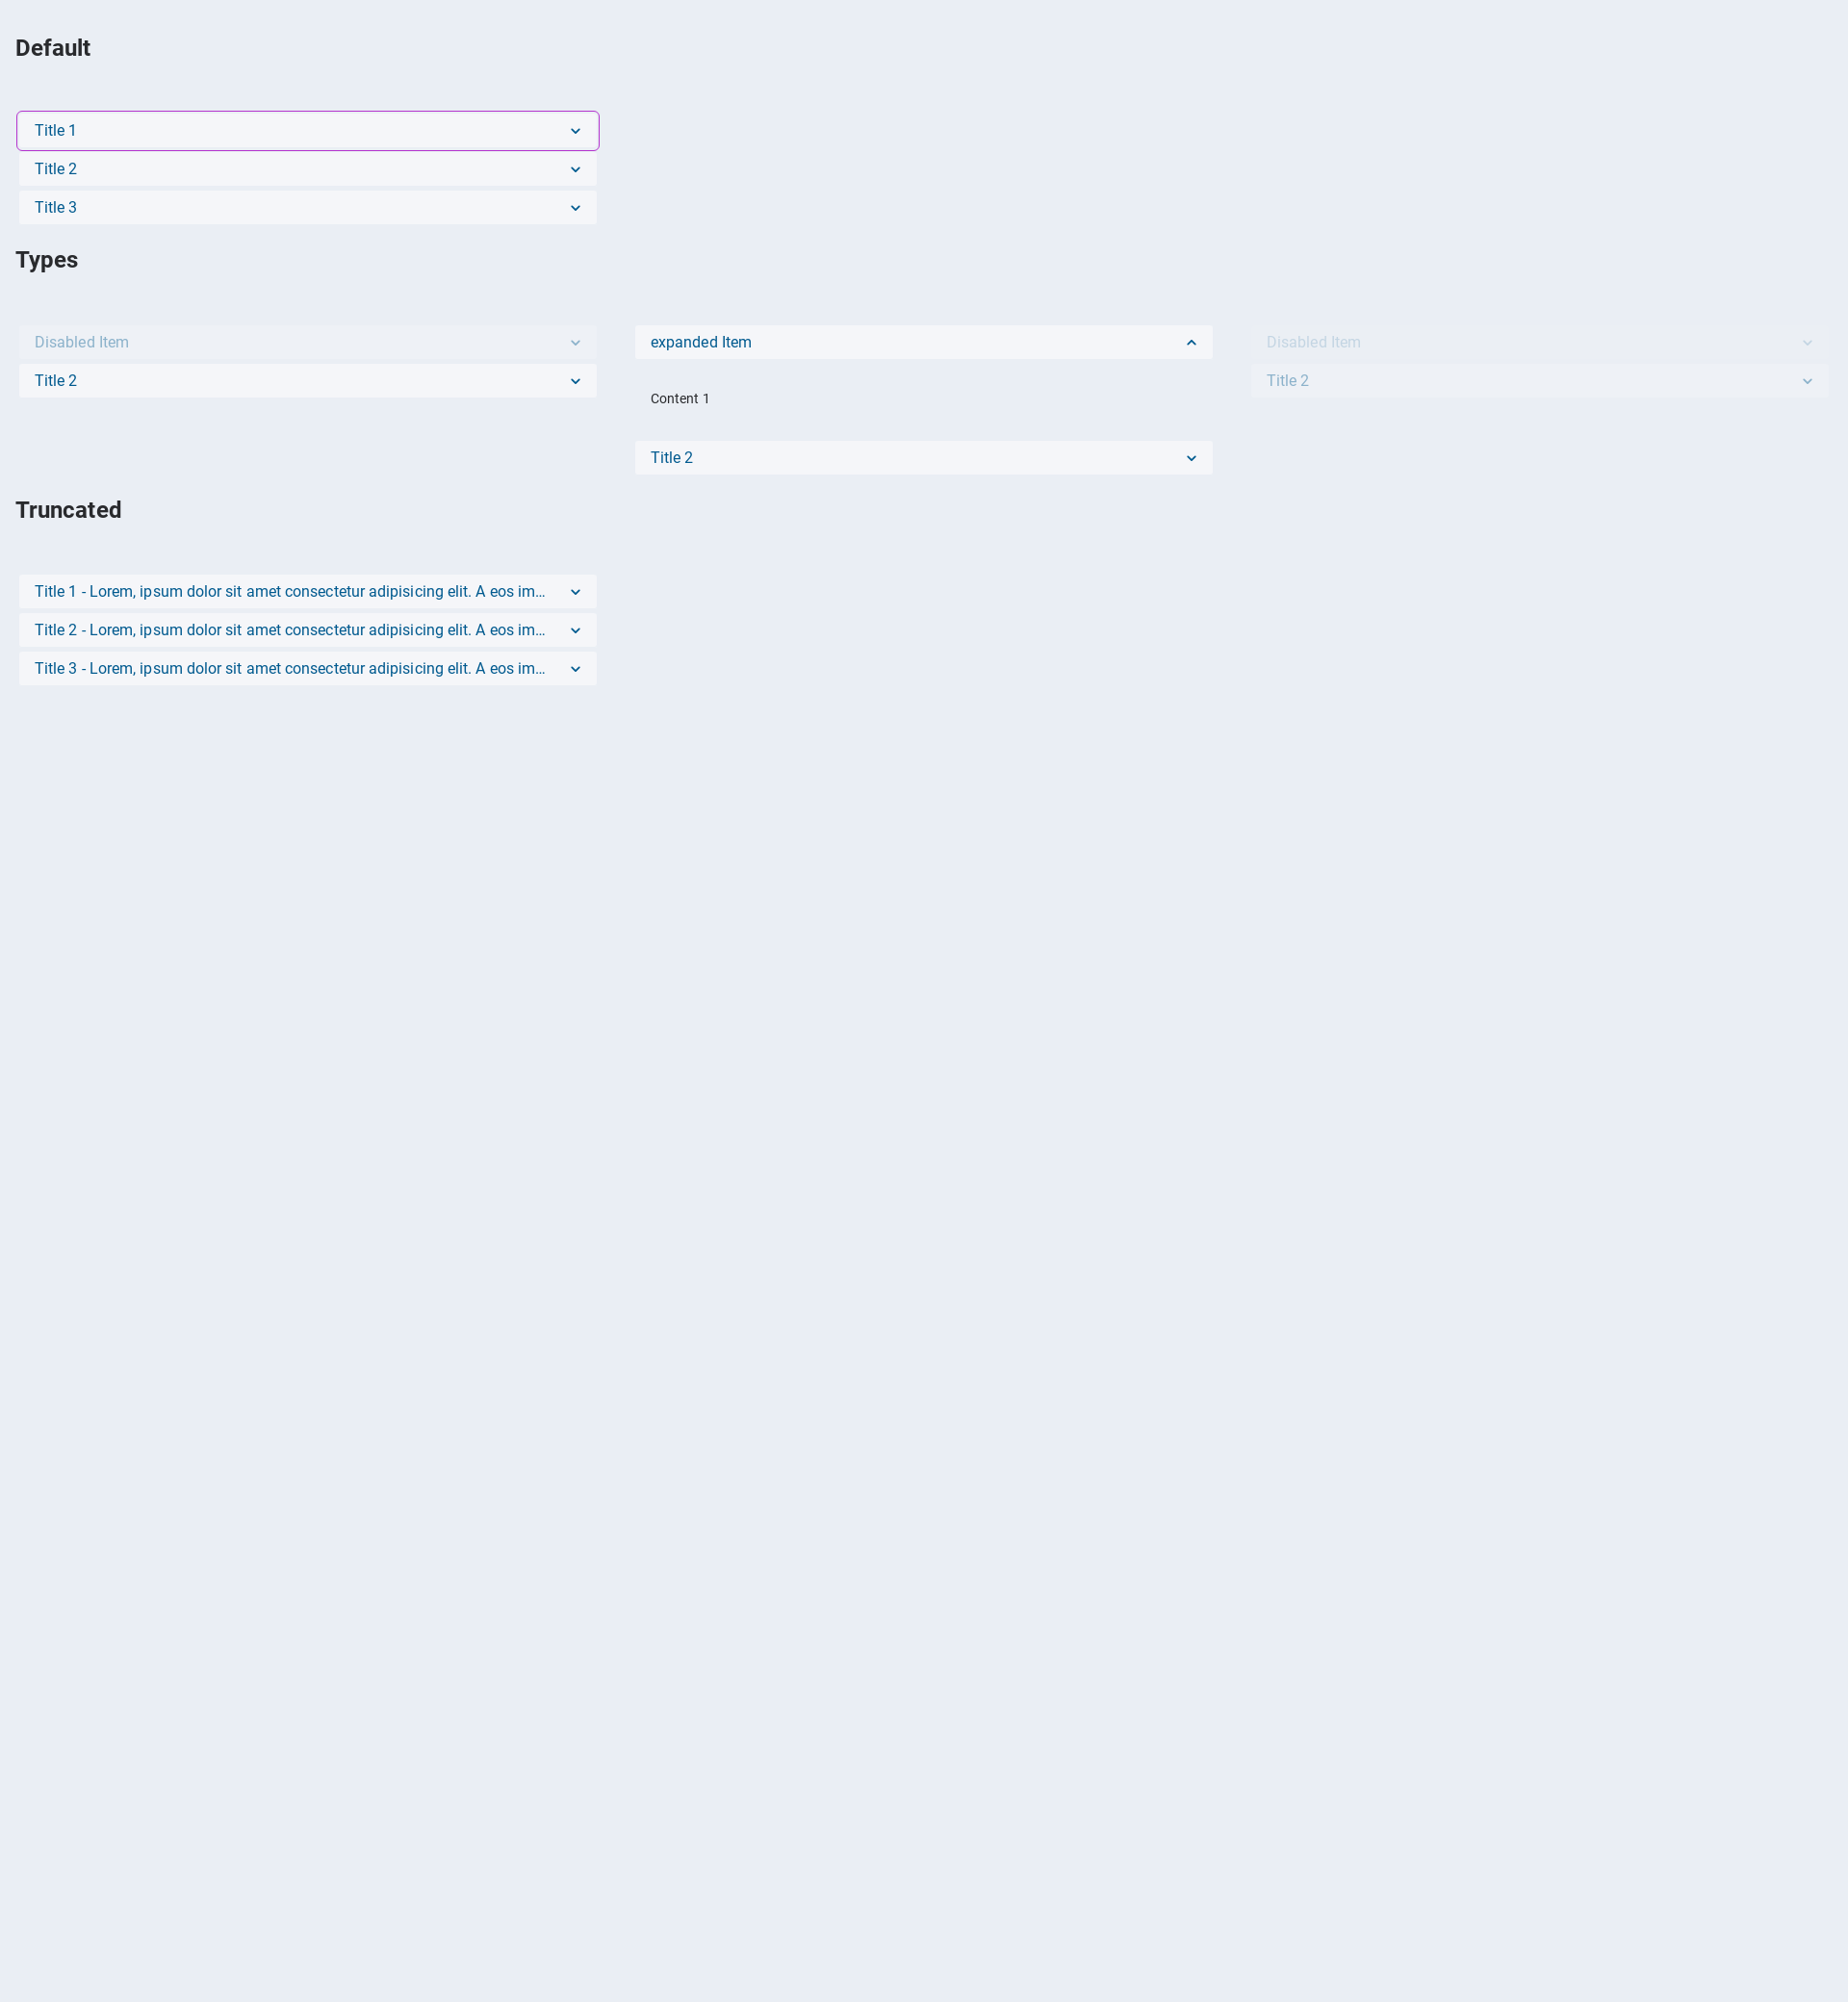 Default
Title 1
Title 2
Title 3
Types
Disabled Item
Title 2
expanded Item
Content 1
Title 2
Disabled Item
Title 2
Truncated
Title 1 - Lorem, ipsum dolor sit amet consectetur adipisicing elit. A eos im...
Title 2 - Lorem, ipsum dolor sit amet consectetur adipisicing elit. A eos im...
Title 3 - Lorem, ipsum dolor sit amet consectetur adipisicing elit. A eos im...